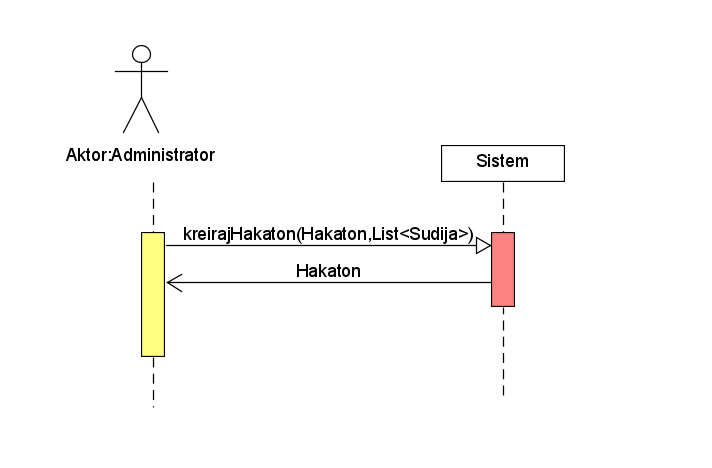 Aktor:Administrator
Sistem
kreirajHakaton(Hakaton,List<Sudija>)
Hakaton